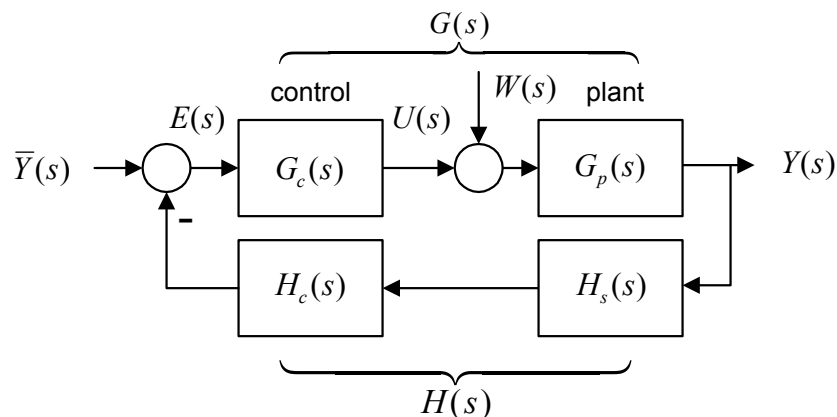 G(s)
control
W(s)
plant
E(s)
U(s)
Ȳ(s)
G_c(s)
G_p(s)
Y(s)
-
H_c(s)
H_s(s)
H(s)